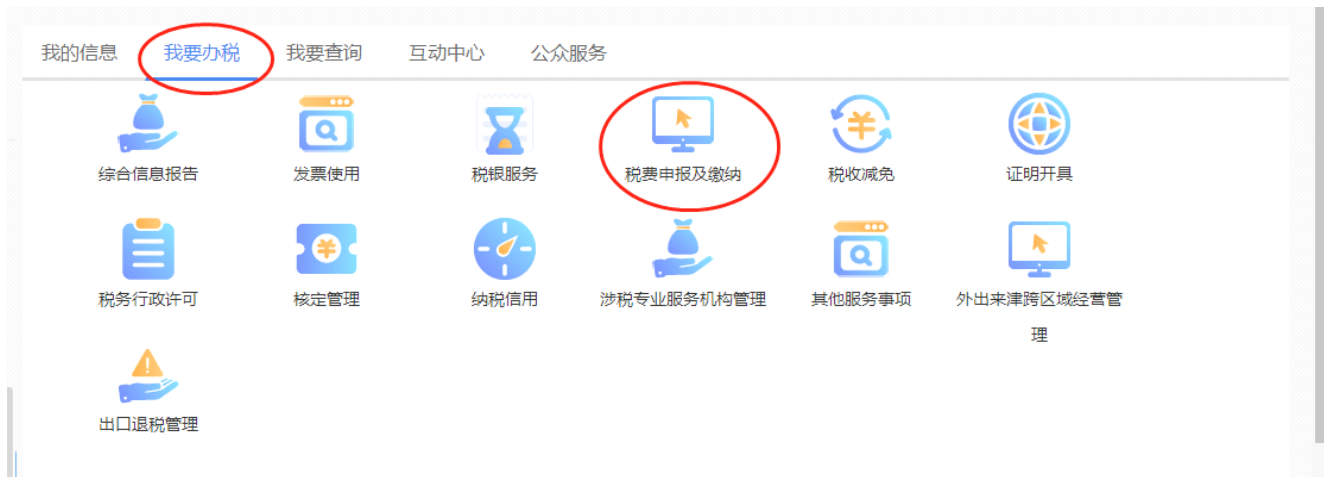 我的信息 我要办税 我要查询 互动中心 公众服务
综合信息报告 发票使用 税银服务 税费申报及缴纳 税收减免 证明开具
税务行政许可 核定管理 纳税信用 涉税专业服务机构管理 其他服务事项 外出来津跨区域经营管
理
出口退税管理